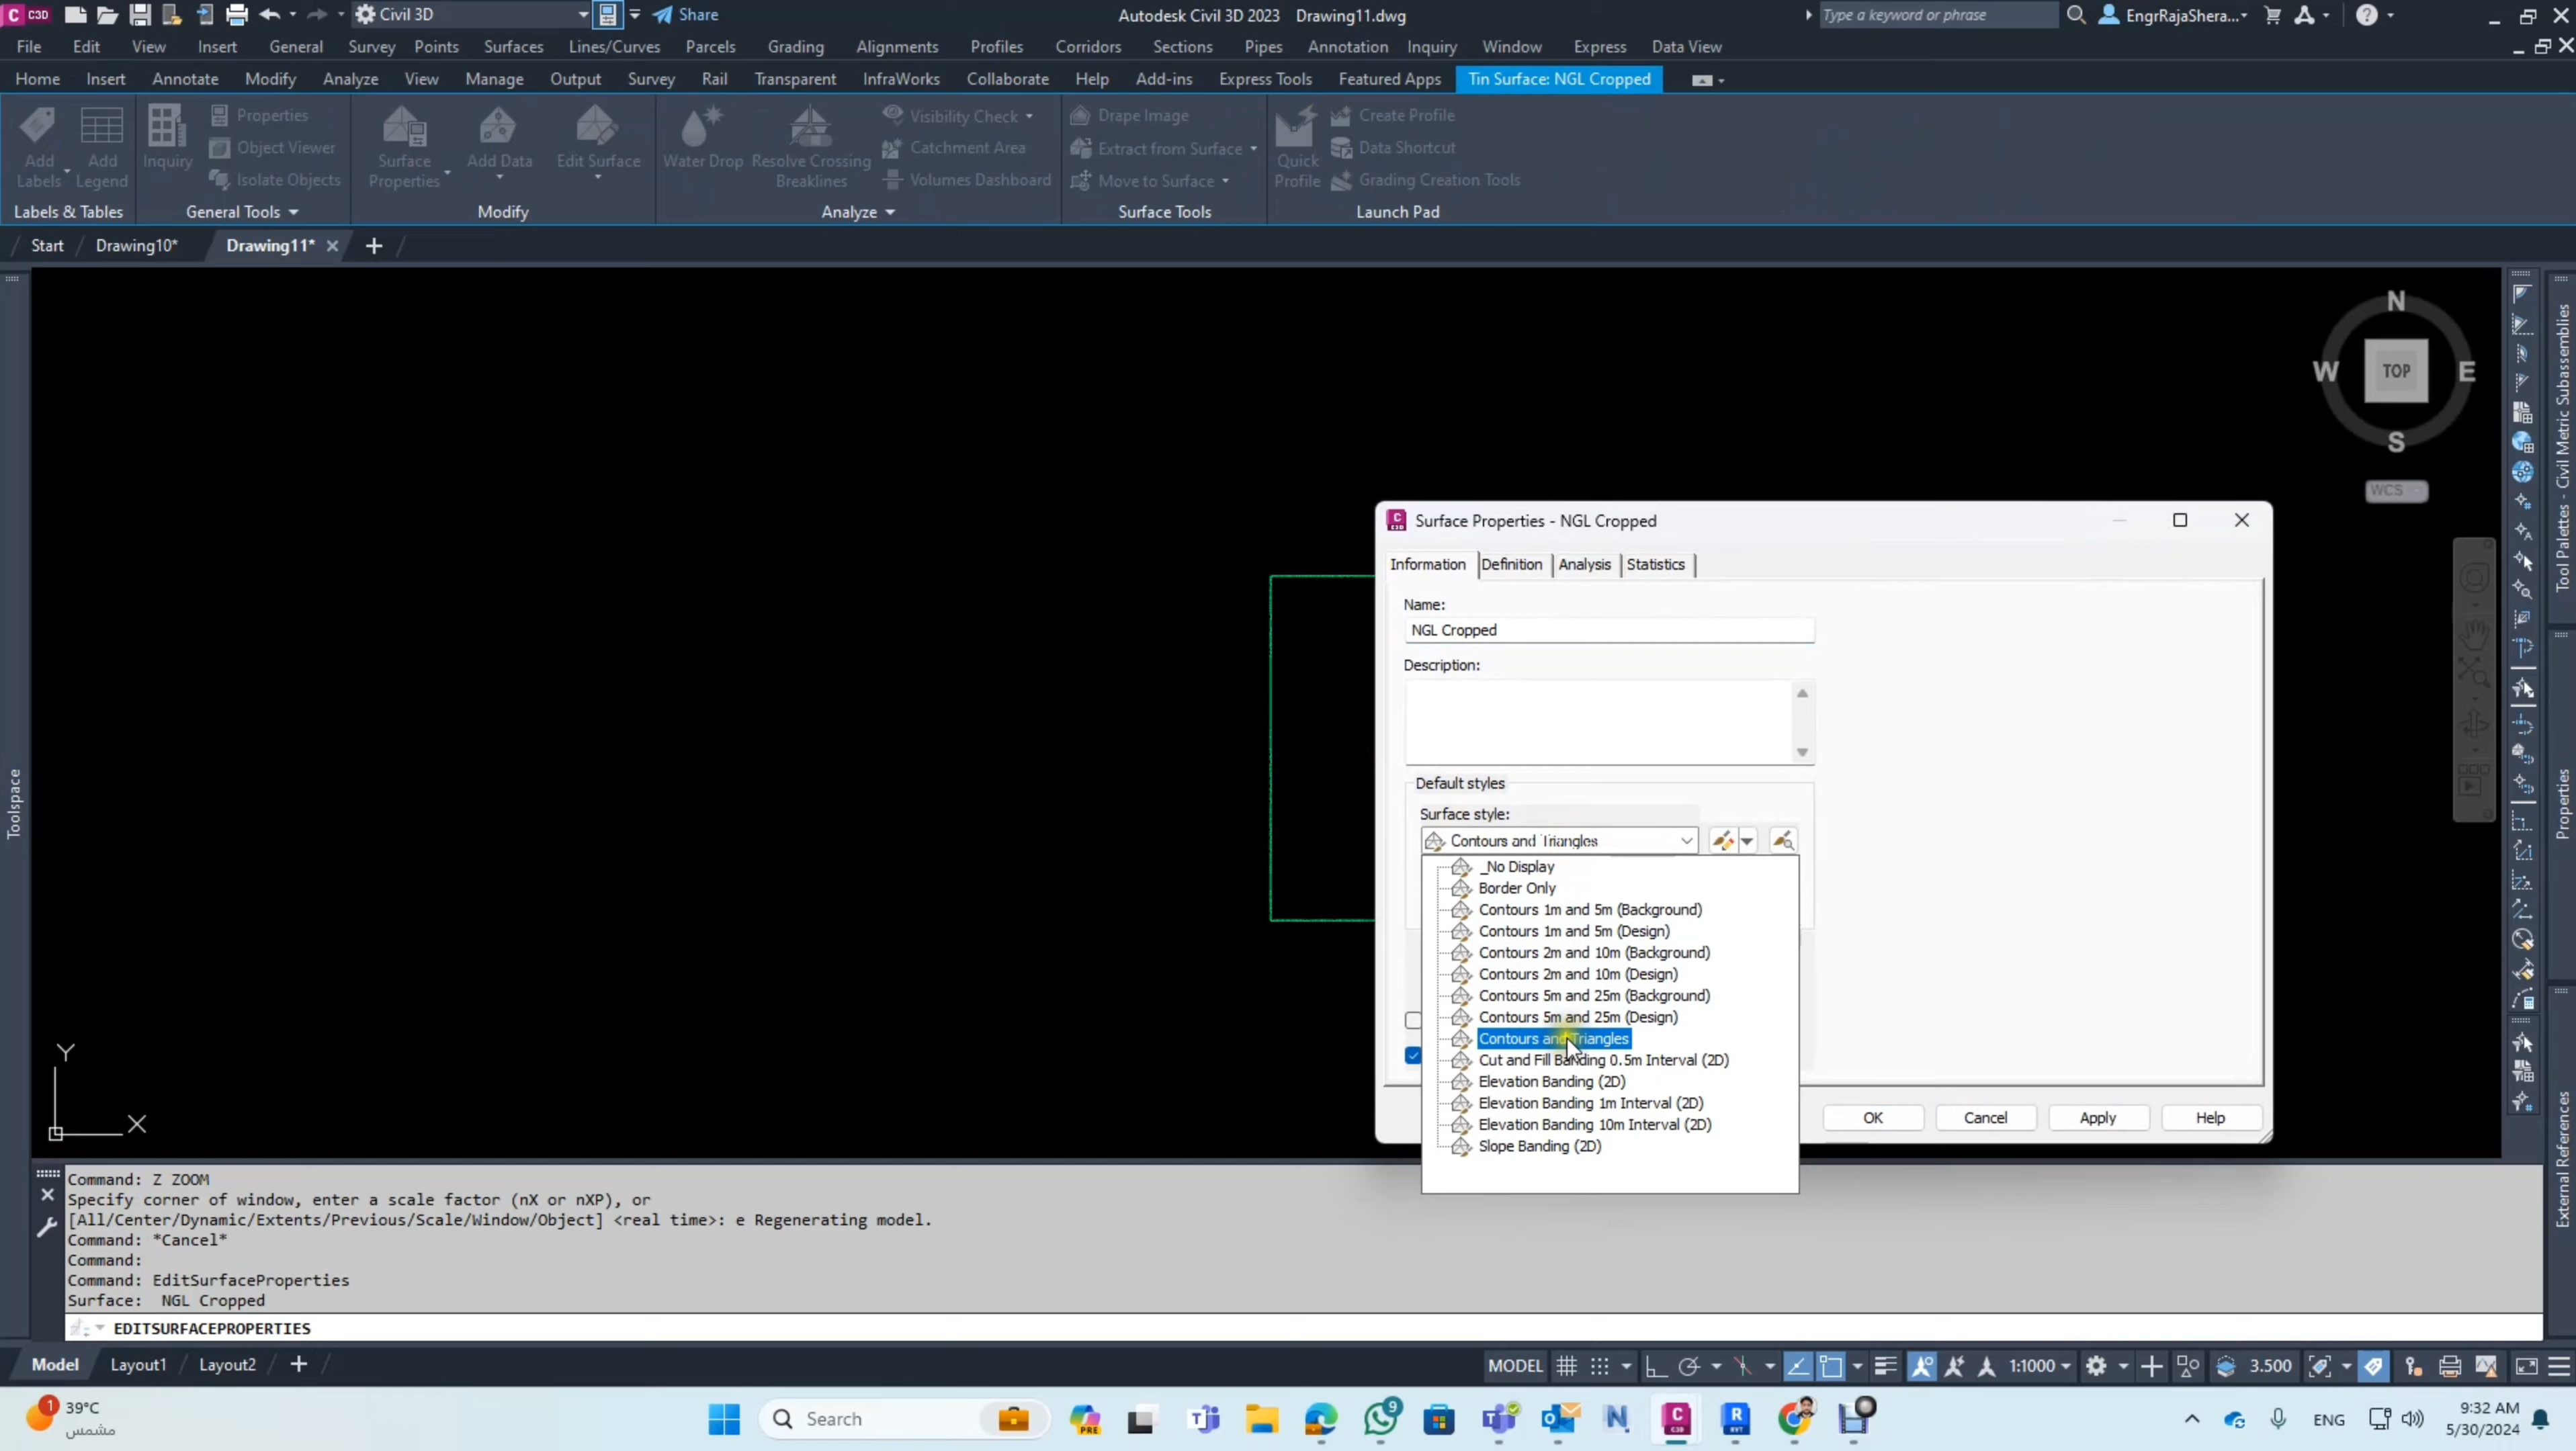 C3D Civil 3D Share Autodesk Civil 3D 2023 Drawing11.dwg Type a keyword or phrase EngrRajaShera...
File Edit View Insert General Survey Points Surfaces Lines/Curves Parcels Grading Alignments Profiles Corridors Sections Pipes Annotation Inquiry Window Express Data View
Home Insert Annotate Modify Analyze View Manage Output Survey Rail Transparent InfraWorks Collaborate Help Add-ins Express Tools Featured Apps Tin Surface: NGL Cropped
Add Labels
Add Legend
Inquiry
Properties
Object Viewer
Isolate Objects
Surface Properties
Add Data
Edit Surface
Water Drop
Resolve Crossing Breaklines
Visibility Check
Catchment Area
Volumes Dashboard
Drape Image
Extract from Surface
Move to Surface
Quick Profile
Create Profile
Data Shortcut
Grading Creation Tools
Labels & Tables General Tools Modify Analyze Surface Tools Launch Pad
Start Drawing10* Drawing11*
N
W TOP E
S
WCS
Toolspace
Tool Palettes - Civil Metric Subassemblies
Properties
External References
Surface Properties - NGL Cropped
Information Definition Analysis Statistics
Name:
NGL Cropped
Description:
Default styles
Surface style:
Contours and Triangles
_No Display
Border Only
Contours 1m and 5m (Background)
Contours 1m and 5m (Design)
Contours 2m and 10m (Background)
Contours 2m and 10m (Design)
Contours 5m and 25m (Background)
Contours 5m and 25m (Design)
Contours and Triangles
Cut and Fill Banding 0.5m Interval (2D)
Elevation Banding (2D)
Elevation Banding 1m Interval (2D)
Elevation Banding 10m Interval (2D)
Slope Banding (2D)
OK Cancel Apply Help
Y
X
Command: Z ZOOM
Specify corner of window, enter a scale factor (nX or nXP), or
[All/Center/Dynamic/Extents/Previous/Scale/Window/Object] <real time>: e Regenerating model.
Command: *Cancel*
Command:
Command: EditSurfaceProperties
Surface: NGL Cropped
EDITSURFACEPROPERTIES
Model Layout1 Layout2 MODEL 1:1000 3.500
1 39°C
مشمس
Search
PRE
9
ENG
9:32 AM
5/30/2024